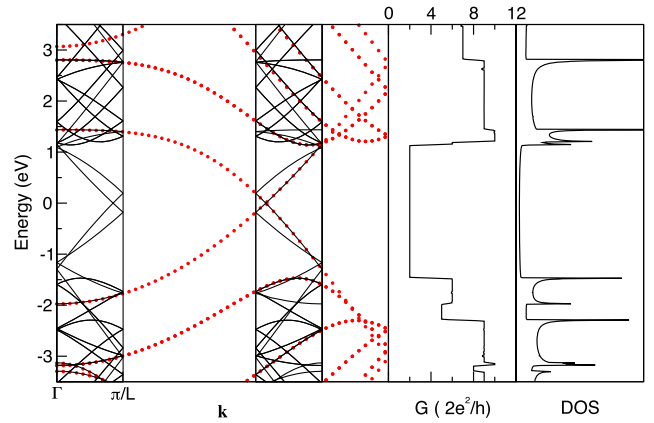 0 4 8 12
3
2
1
0
-1
-2
-3
Energy (eV)
Γ π/L
k
G ( 2e²/h)
DOS